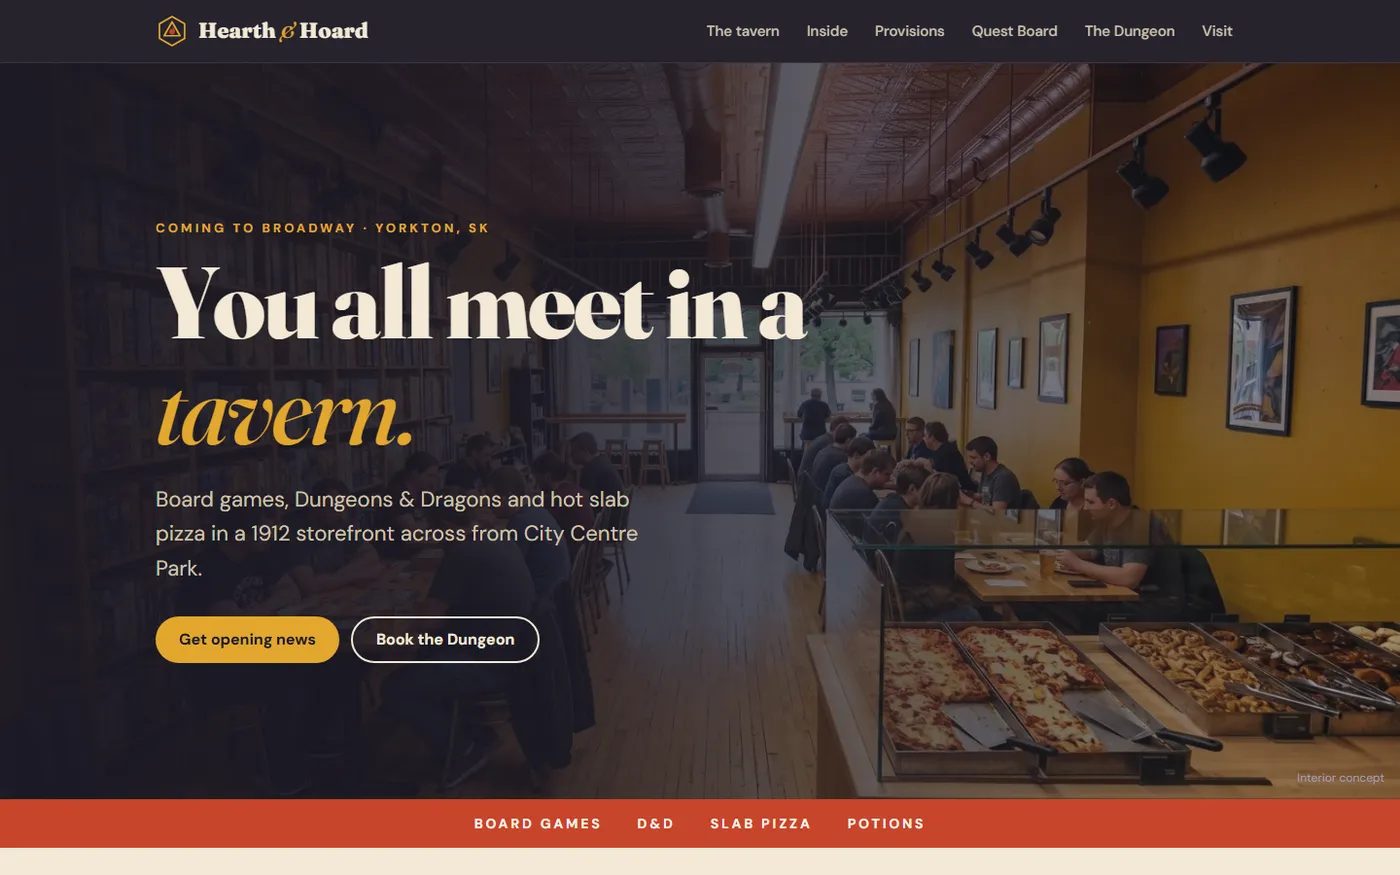 Hearth & Hoard
The tavern
Inside
Provisions
Quest Board
The Dungeon
Visit
COMING TO BROADWAY · YORKTON, SK
You all meet in a
tavern.
Board games, Dungeons & Dragons and hot slab
pizza in a 1912 storefront across from City Centre
Park.
Get opening news
Book the Dungeon
Interior concept
BOARD GAMES
D&D
SLAB PIZZA
POTIONS